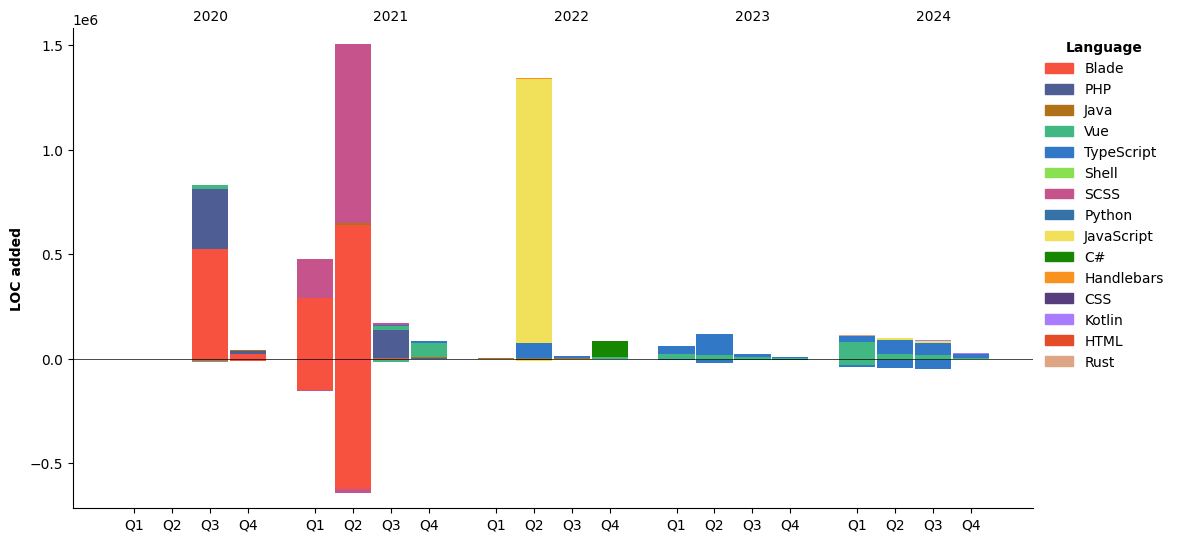 2020 2021 2022 2023 2024
1e6
1.5
1.0
0.5
0.0
−0.5
LOC added
Q1 Q2 Q3 Q4 Q1 Q2 Q3 Q4 Q1 Q2 Q3 Q4 Q1 Q2 Q3 Q4 Q1 Q2 Q3 Q4
Language
Blade
PHP
Java
Vue
TypeScript
Shell
SCSS
Python
JavaScript
C#
Handlebars
CSS
Kotlin
HTML
Rust